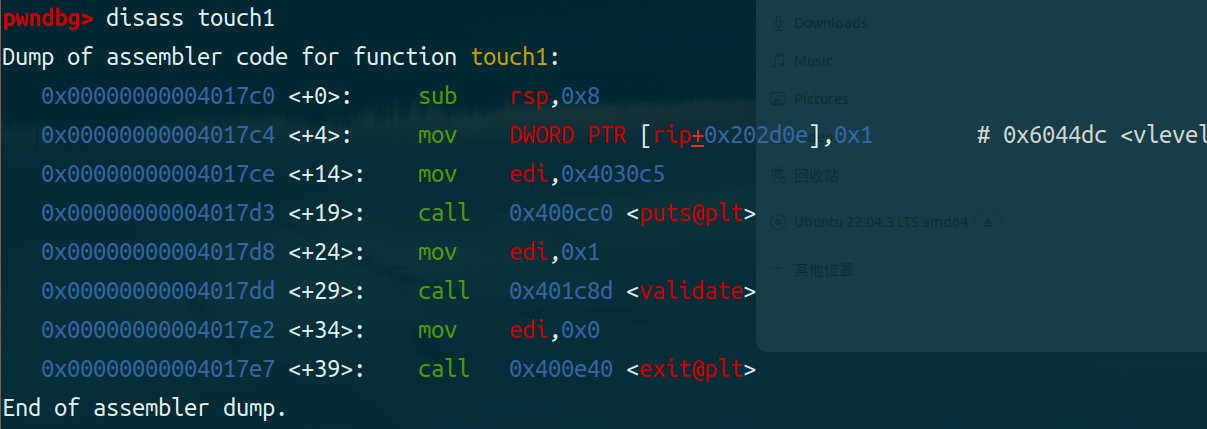 pwndbg> disass touch1
Dump of assembler code for function touch1:
0x00000000004017c0 <+0>: sub rsp,0x8
0x00000000004017c4 <+4>: mov DWORD PTR [rip+0x202d0e],0x1 # 0x6044dc <vlevel
0x00000000004017ce <+14>: mov edi,0x4030c5
0x00000000004017d3 <+19>: call 0x400cc0 <puts@plt>
0x00000000004017d8 <+24>: mov edi,0x1
0x00000000004017dd <+29>: call 0x401c8d <validate>
0x00000000004017e2 <+34>: mov edi,0x0
0x00000000004017e7 <+39>: call 0x400e40 <exit@plt>
End of assembler dump.
Downloads
Music
Pictures
回收站
Ubuntu 22.04.3 LTS amd64
+ 其他位置